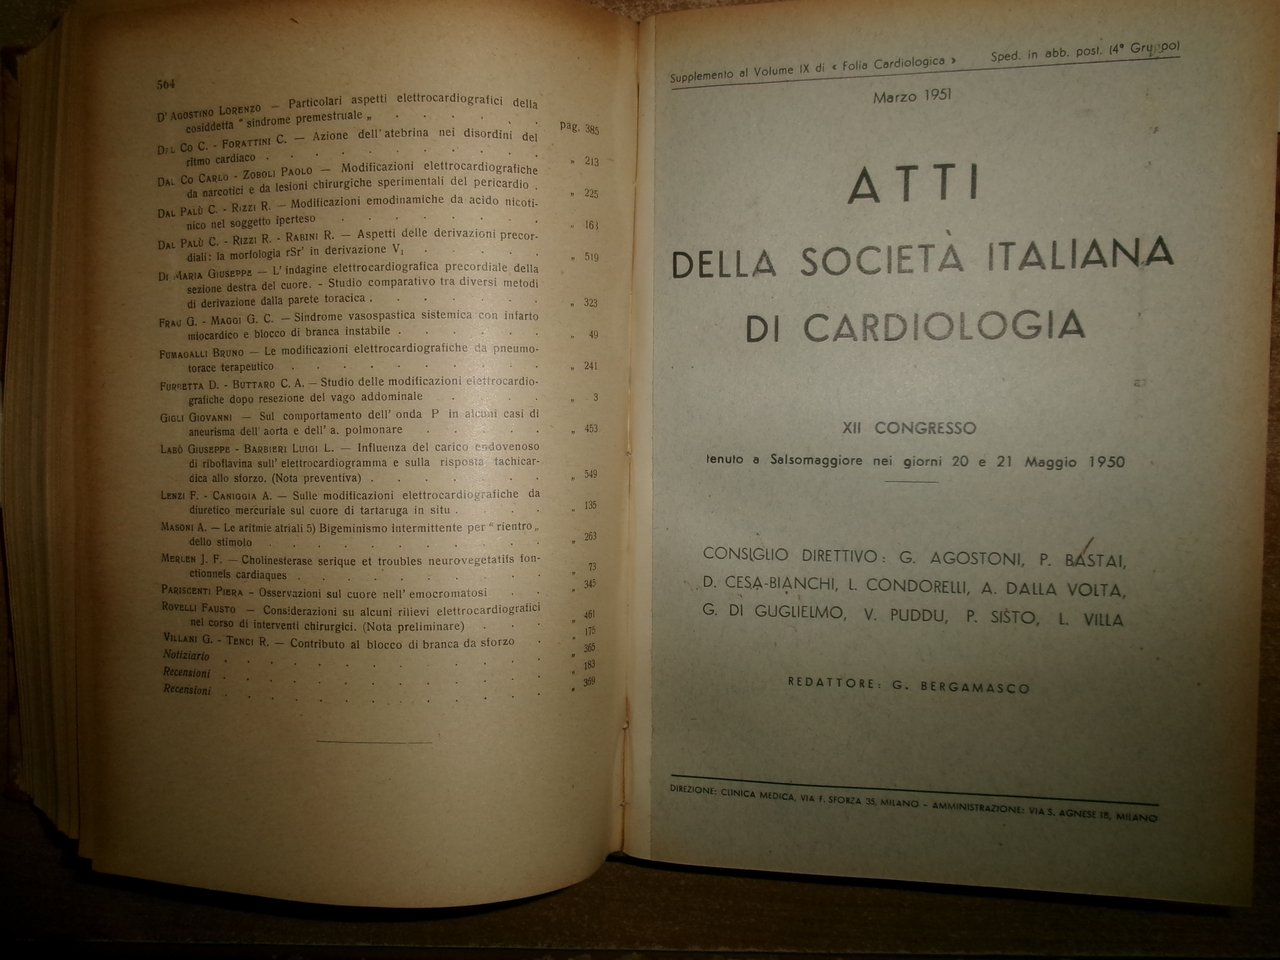 564
D'Agostino Lorenzo — Particolari aspetti elettrocardiografici della
cosiddetta " sindrome premestruale „ . . . . . pag. 385
Del Co C. - Forattini C. — Azione dell'atebrina nei disordini del
ritmo cardiaco . . . . . . . . . „ 213
Dal Co Carlo - Zoboli Paolo — Modificazioni elettrocardiografiche
da narcotici e da lesioni chirurgiche sperimentali del pericardio . „ 225
Dal Palù C. - Rizzi R. — Modificazioni emodinamiche da acido nicoti-
nico nel soggetto iperteso . . . . . . . „ 163
Dal Palù C. - Rizzi R. - Rabini R. — Aspetti delle derivazioni precor-
diali: la morfologia rSr' in derivazione V1 . . . . . „ 519
Di Maria Giuseppe — L'indagine elettrocardiografica precordiale della
sezione destra del cuore. - Studio comparativo tra diversi metodi
di derivazione dalla parete toracica . . . . . . „ 323
Frau G. - Maggi G. C. — Sindrome vasospastica sistemica con infarto
miocardico e blocco di branca instabile . . . . . „ 49
Fumagalli Bruno — Le modificazioni elettrocardiografiche da pneumo-
torace terapeutico . . . . . . . . „ 241
Furbetta D. - Buttaro C. A. — Studio delle modificazioni elettrocardio-
grafiche dopo resezione del vago addominale . . . . „ 3
Gigli Giovanni — Sul comportamento dell' onda P in alcuni casi di
aneurisma dell' aorta e dell' a. polmonare . . . . „ 453
Labò Giuseppe - Barbieri Luigi L. — Influenza del carico endovenoso
di riboflavina sull' elettrocardiogramma e sulla risposta tachicar-
dica allo sforzo. (Nota preventiva) . . . . . . „ 549
Lenzi F. - Caniggia A. — Sulle modificazioni elettrocardiografiche da
diuretico mercuriale sul cuore di tartaruga in situ . . . . „ 135
Masoni A. — Le aritmie atriali 5) Bigeminismo intermittente per " rientro „
dello stimolo . . . . . . . . . „ 263
Merlen J. F. — Cholinesterase serique et troubles neurovegetatifs fon-
ctionnels cardiaques . . . . . . . . „ 73
Pariscenti Piera - Osservazioni sul cuore nell' emocromatosi . . „ 345
Rovelli Fausto — Considerazioni su alcuni rilievi elettrocardiografici
nel corso di interventi chirurgici. (Nota preliminare) . . . „ 461
Villani G. - Tenci R. — Contributo al blocco di branca da sforzo . „ 175
Notiziario . . . . . . . . . . „ 365
Recensioni . . . . . . . . . . „ 183
Recensioni . . . . . . . . . . „ 369
Supplemento al Volume IX di « Folia Cardiologica » Sped. in abb. post. (4° Gruppo)
Marzo 1951
ATTI
DELLA SOCIETÀ ITALIANA
DI CARDIOLOGIA
XII CONGRESSO
tenuto a Salsomaggiore nei giorni 20 e 21 Maggio 1950
CONSIGLIO DIRETTIVO: G. AGOSTONI, P. BASTAI,
D. CESA-BIANCHI, L. CONDORELLI, A. DALLA VOLTA,
G. DI GUGLIELMO, V. PUDDU, P. SISTO, L. VILLA
REDATTORE: G. BERGAMASCO
DIREZIONE: CLINICA MEDICA, VIA F. SFORZA 35, MILANO - AMMINISTRAZIONE: VIA S. AGNESE 18, MILANO